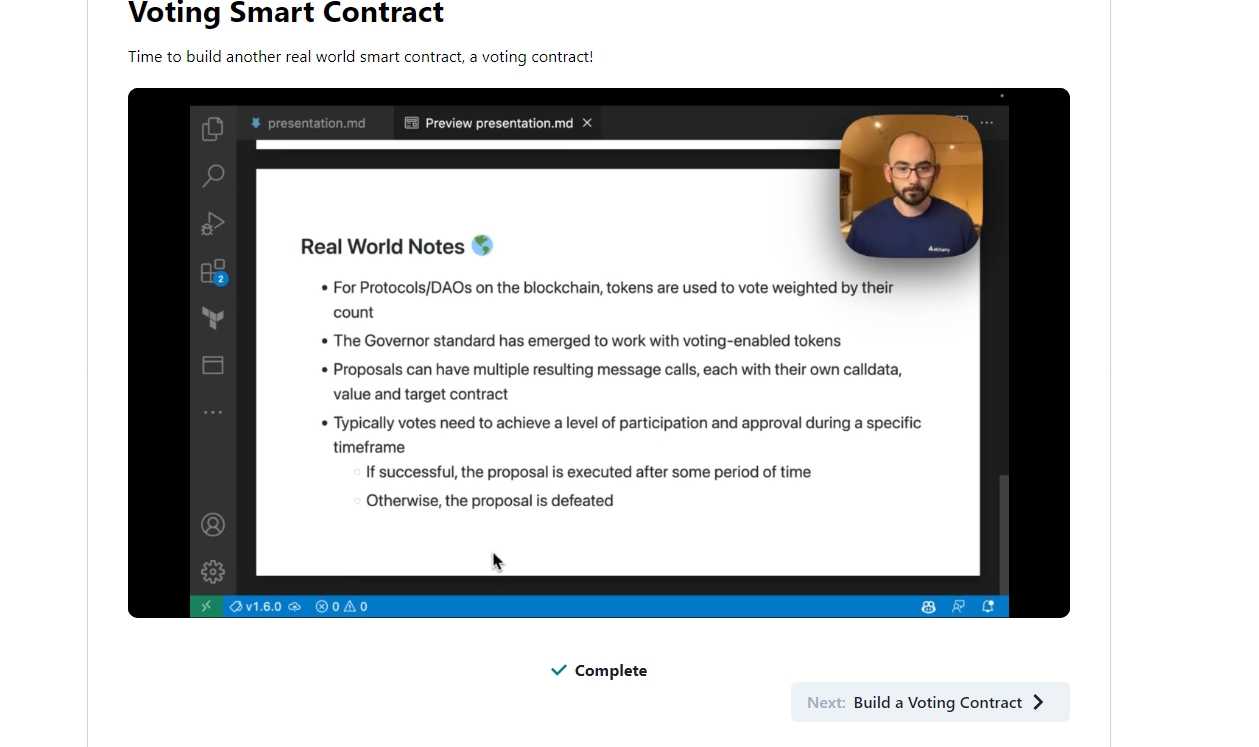 Voting Smart Contract
Time to build another real world smart contract, a voting contract!
presentation.md
Preview presentation.md
Real World Notes
For Protocols/DAOs on the blockchain, tokens are used to vote weighted by their
count
The Governor standard has emerged to work with voting-enabled tokens
Proposals can have multiple resulting message calls, each with their own calldata,
value and target contract
Typically votes need to achieve a level of participation and approval during a specific
timeframe
If successful, the proposal is executed after some period of time
Otherwise, the proposal is defeated
2
alchemy
v1.6.0 0 0
Complete
Next: Build a Voting Contract